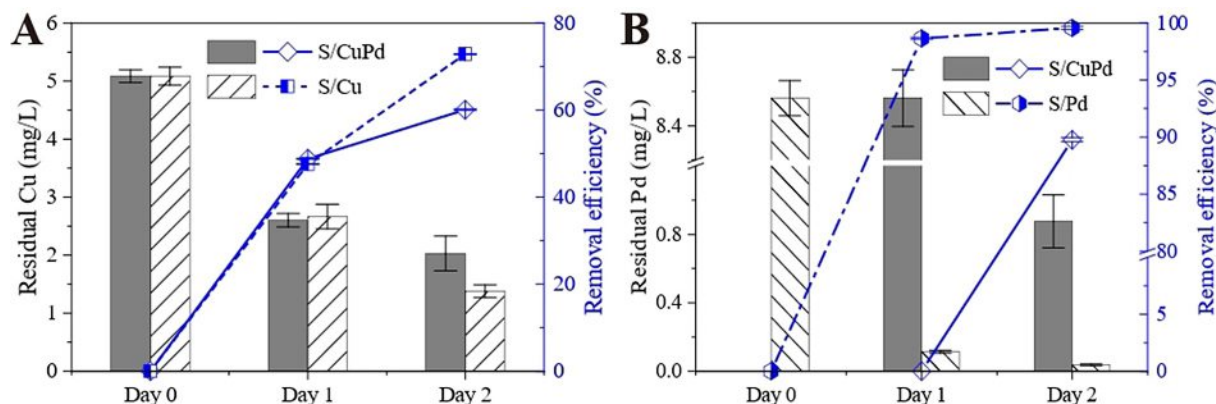 A
S/CuPd
S/Cu
Residual Cu (mg/L)
6
5
4
3
2
1
0
Removal efficiency (%)
80
60
40
20
0
Day 0
Day 1
Day 2
B
S/CuPd
S/Pd
Residual Pd (mg/L)
8.8
8.4
0.8
0.4
0.0
Removal efficiency (%)
100
95
90
85
80
5
0
Day 0
Day 1
Day 2